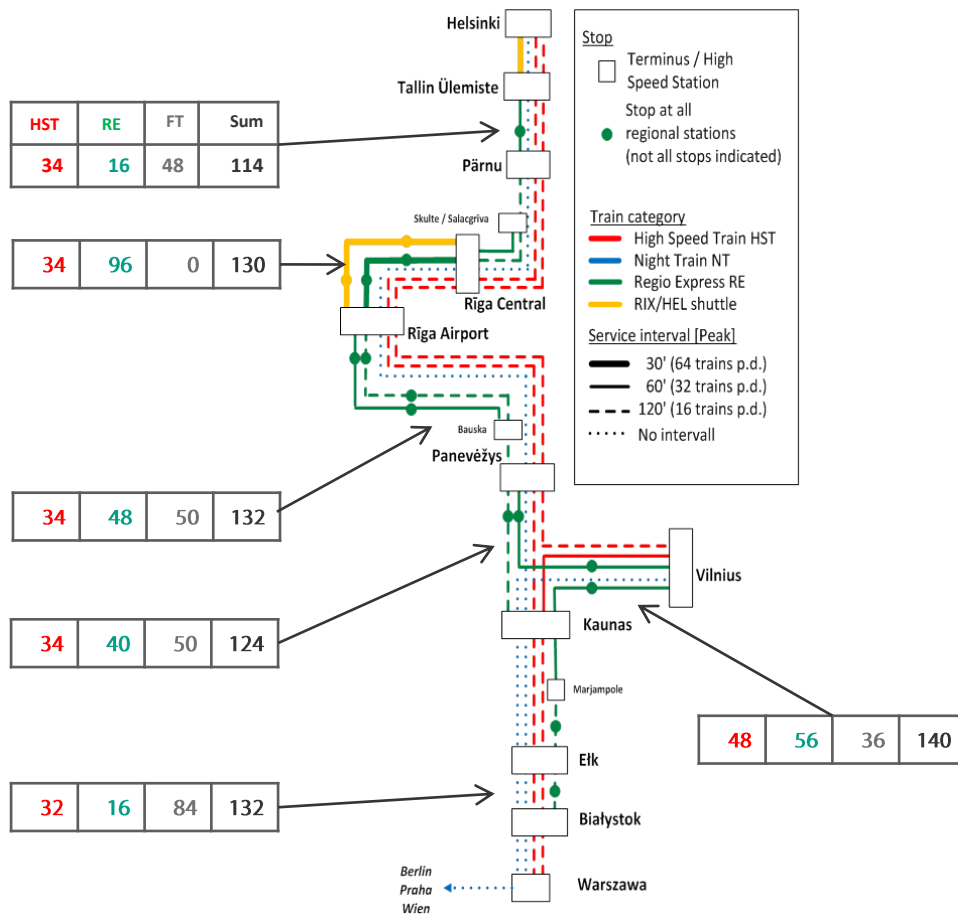 Helsinki
Tallin Ülemiste
Pärnu
Skulte / Salacgrīva
Rīga Central
Rīga Airport
Bauska
Panevėžys
Vilnius
Kaunas
Marjampole
Ełk
Białystok
Warszawa
Berlin
Praha
Wien
HST RE FT Sum
34 16 48 114
34 96 0 130
34 48 50 132
34 40 50 124
32 16 84 132
48 56 36 140
Stop
Terminus / High
Speed Station
Stop at all
regional stations
(not all stops indicated)
Train category
High Speed Train HST
Night Train NT
Regio Express RE
RIX/HEL shuttle
Service interval [Peak]
30' (64 trains p.d.)
60' (32 trains p.d.)
120' (16 trains p.d.)
No intervall